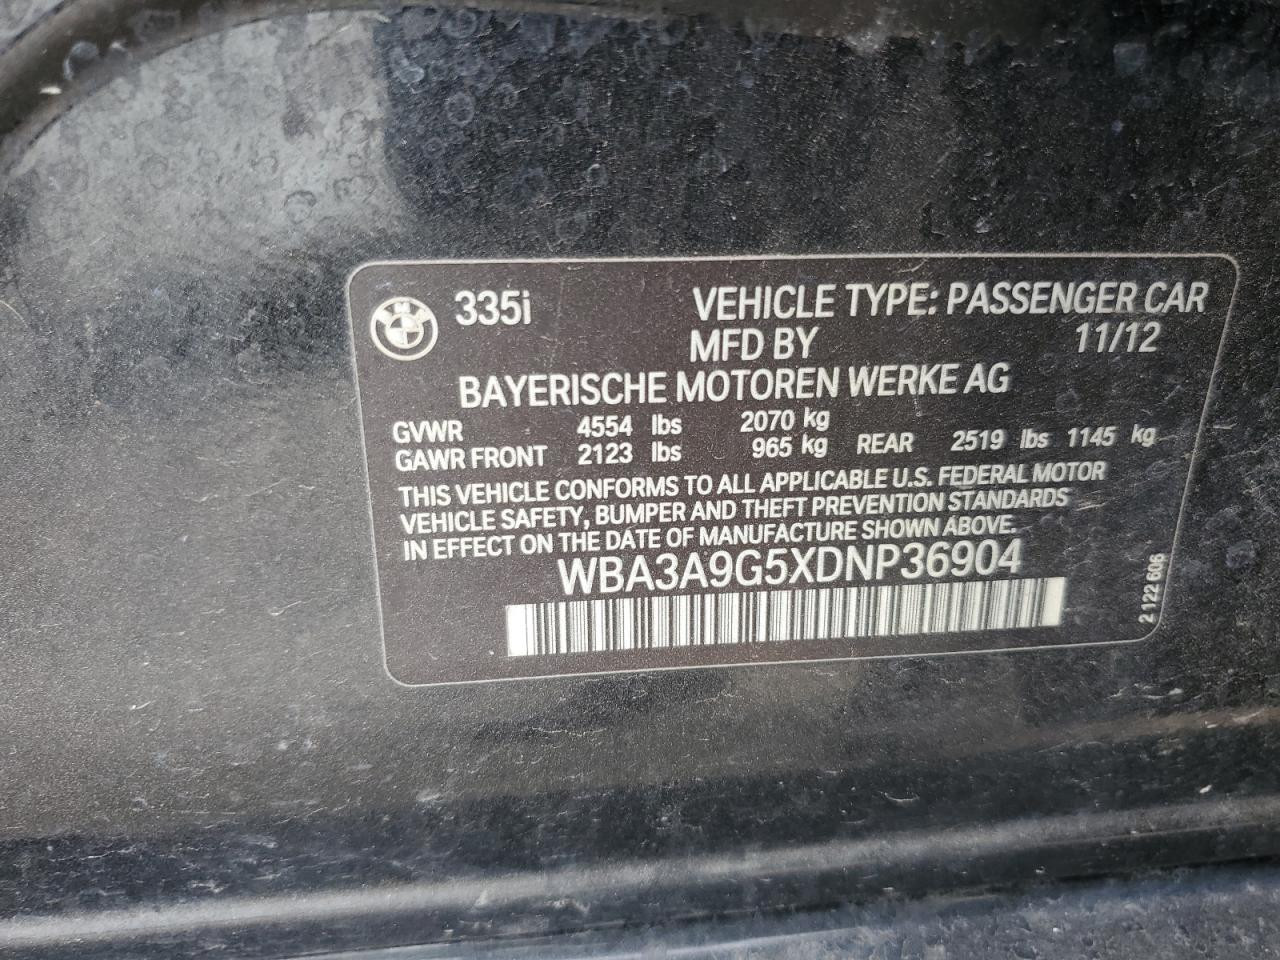 335i VEHICLE TYPE: PASSENGER CAR
MFD BY 11/12
BAYERISCHE MOTOREN WERKE AG
GVWR 4554 lbs 2070 kg
GAWR FRONT 2123 lbs 965 kg REAR 2519 lbs 1145 kg
THIS VEHICLE CONFORMS TO ALL APPLICABLE U.S. FEDERAL MOTOR
VEHICLE SAFETY, BUMPER AND THEFT PREVENTION STANDARDS
IN EFFECT ON THE DATE OF MANUFACTURE SHOWN ABOVE.
WBA3A9G5XDNP36904
2 122 606